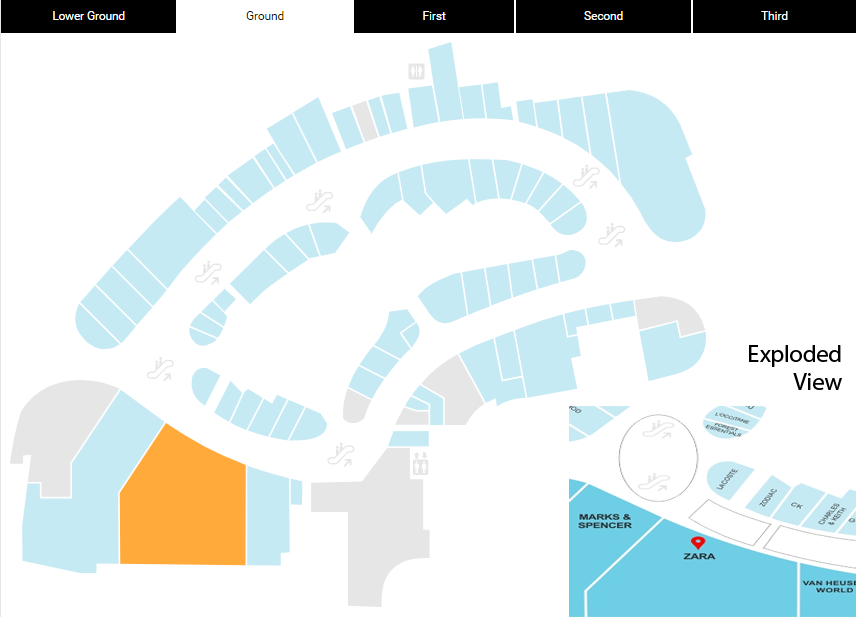 Lower Ground
Ground
First
Second
Third
Exploded
View
L'OCCITANE
FOREST
ESSENTIALS
LACOSTE
ZODIAC
CK
CHARLES
& KEITH
MARKS &
SPENCER
ZARA
VAN HEUSE
WORLD